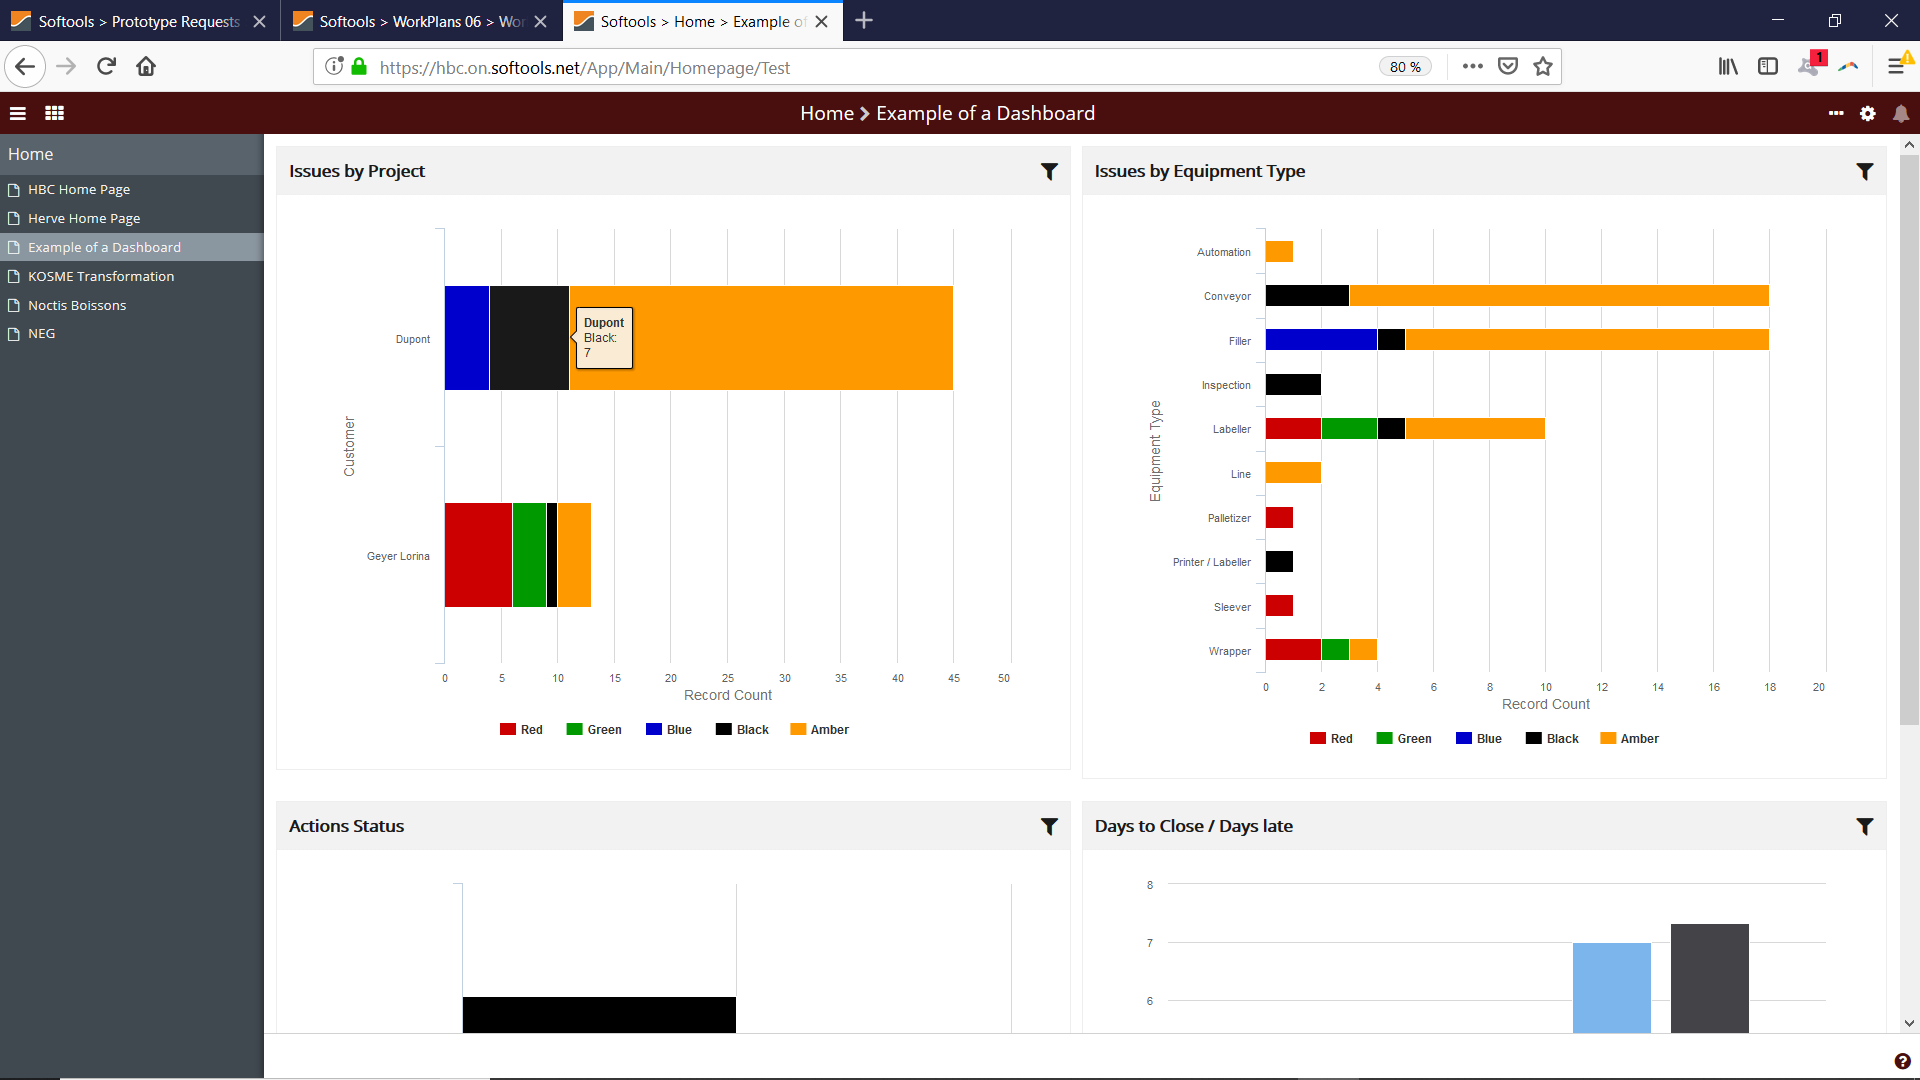 Softools > Prototype Requests
Softools > WorkPlans 06 > Wor
Softools > Home > Example of
https://hbc.on.softools.net/App/Main/Homepage/Test
80 %
1
Home > Example of a Dashboard
Home
HBC Home Page
Herve Home Page
Example of a Dashboard
KOSME Transformation
Noctis Boissons
NEG
Issues by Project
Customer
Dupont
Geyer Lorina
Dupont
Black:
7
0 5 10 15 20 25 30 35 40 45 50
Record Count
Red Green Blue Black Amber
Issues by Equipment Type
Equipment Type
Automation
Conveyor
Filler
Inspection
Labeller
Line
Palletizer
Printer / Labeller
Sleever
Wrapper
0 2 4 6 8 10 12 14 16 18 20
Record Count
Red Green Blue Black Amber
Actions Status
Days to Close / Days late
8
7
6